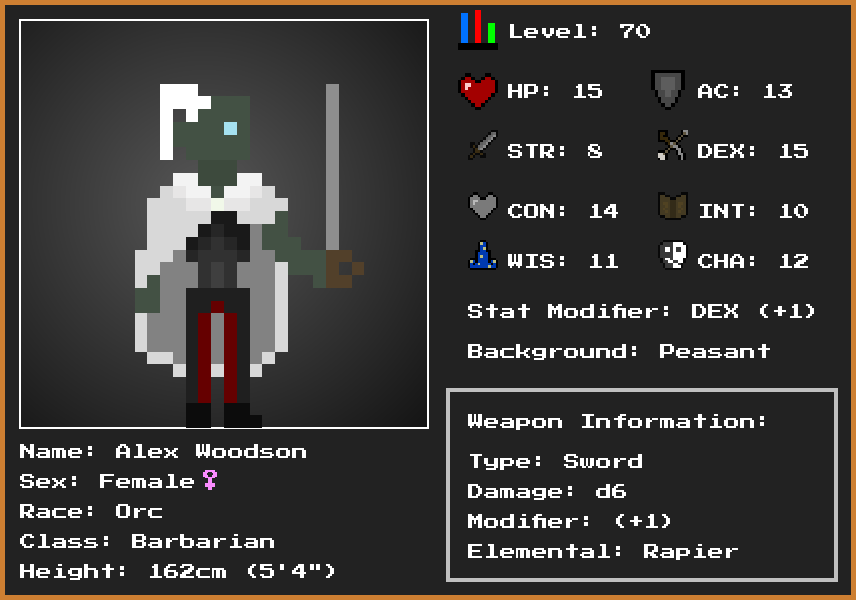 Level: 70
HP: 15
AC: 13
STR: 8
DEX: 15
CON: 14
INT: 10
WIS: 11
CHA: 12
Stat Modifier: DEX (+1)
Background: Peasant
Weapon Information:
Type: Sword
Damage: d6
Modifier: (+1)
Elemental: Rapier
Name: Alex Woodson
Sex: Female♀
Race: Orc
Class: Barbarian
Height: 162cm (5'4")